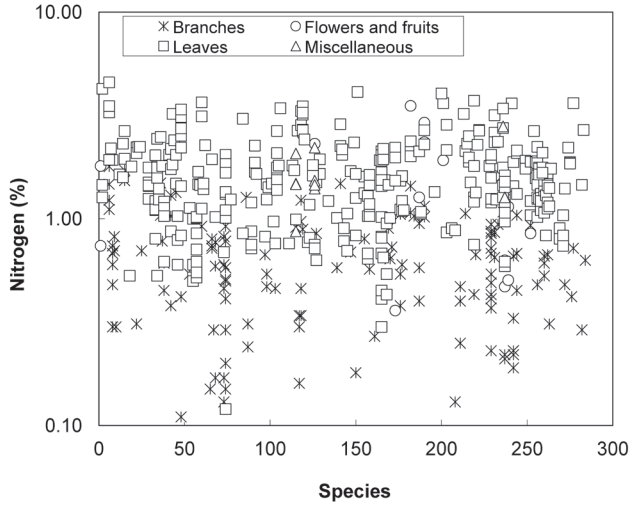 10.00
Branches
Flowers and fruits
Leaves
Miscellaneous
Nitrogen (%)
1.00
0.10
0 50 100 150 200 250 300
Species